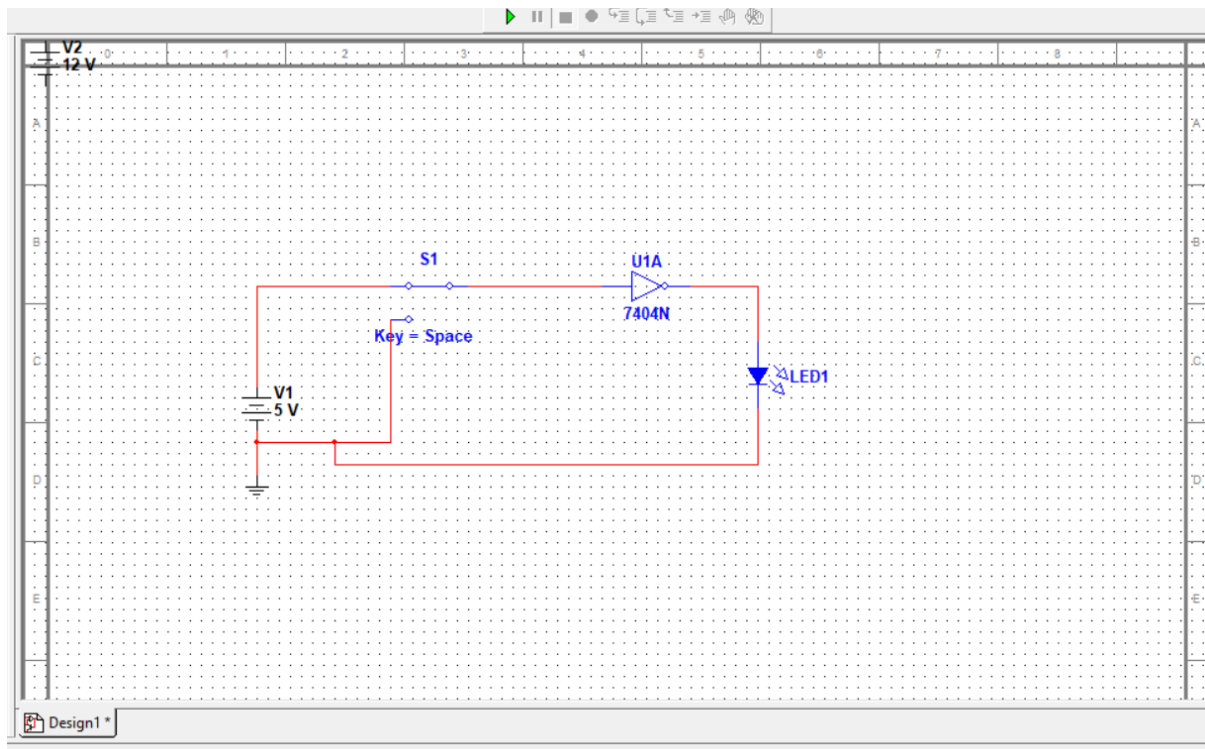 V2
12 V
0 1 2 3 4 5 6 7 8
A A
B B
S1
U1A
7404N
Key = Space
C C
LED1
V1
5 V
D D
E E
Design1 *